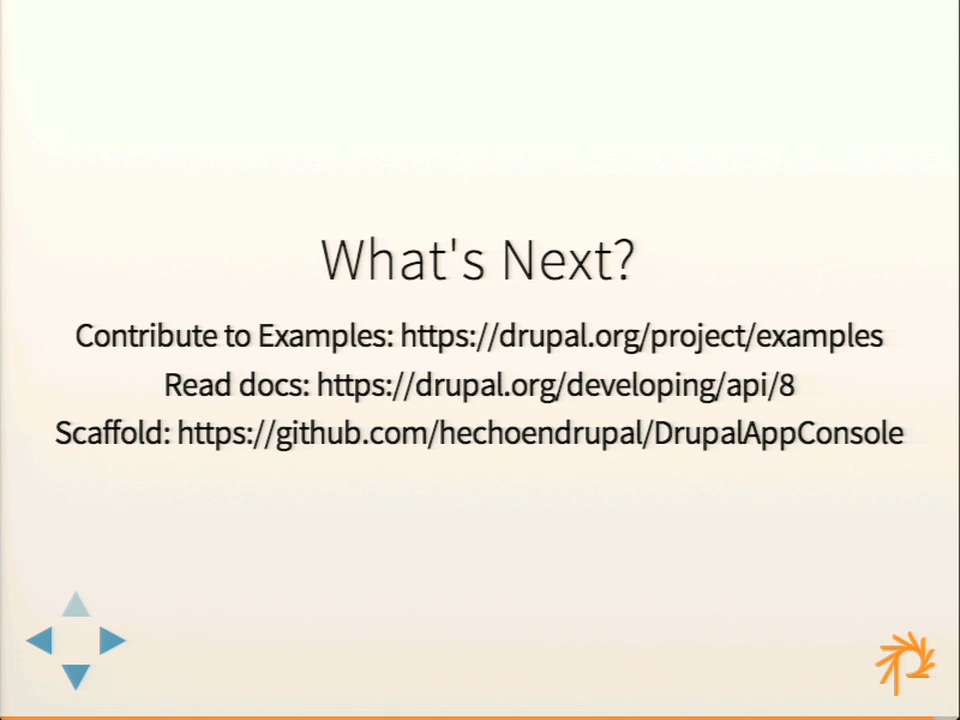 What's Next?
Contribute to Examples: https://drupal.org/project/examples
Read docs: https://drupal.org/developing/api/8
Scaffold: https://github.com/hechoendrupal/DrupalAppConsole